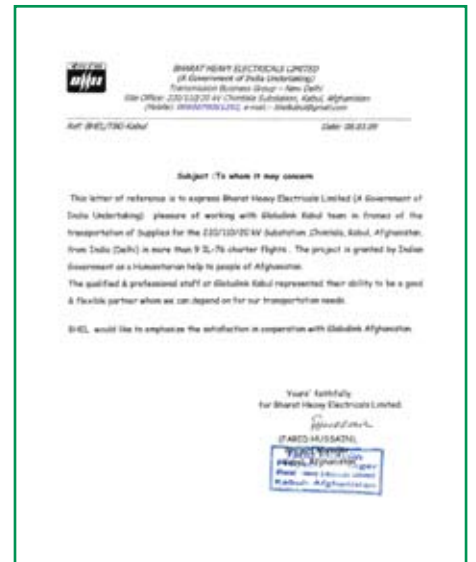 BHARAT HEAVY ELECTRICALS LIMITED
(A Government of India Undertaking)
Transmission Business Group - New Delhi
Site Office: 220/110/20 kV Chimtala Substation, Kabul, Afghanistan
(Mobile): e-mail:-
Ref: BHEL/TBG-Kabul Date: 08.03.09
Subject :To whom it may concern
This letter of reference is to express Bharat Heavy Electricals Limited (A Government of
India Undertaking) pleasure of working with Globalink Kabul team in frames of the
transportation of Supplies for the 220/110/20 kV Substation ,Chimtala, Kabul, Afghanistan,
from India (Delhi) in more than 9 IL-76 charter flights . The project is granted by Indian
Government as a Humanitarian help to people of Afghanistan.
The qualified & professional staff at Globalink Kabul represented their ability to be a good
& flexible partner whom we can depend on for our transportation needs.
BHEL would like to emphasize the satisfaction in cooperation with Globalink Afghanistan.
Yours' faithfully
for Bharat Heavy Electricals Limited.
(FARID HUSSAIN),
Kabul, Afghanistan